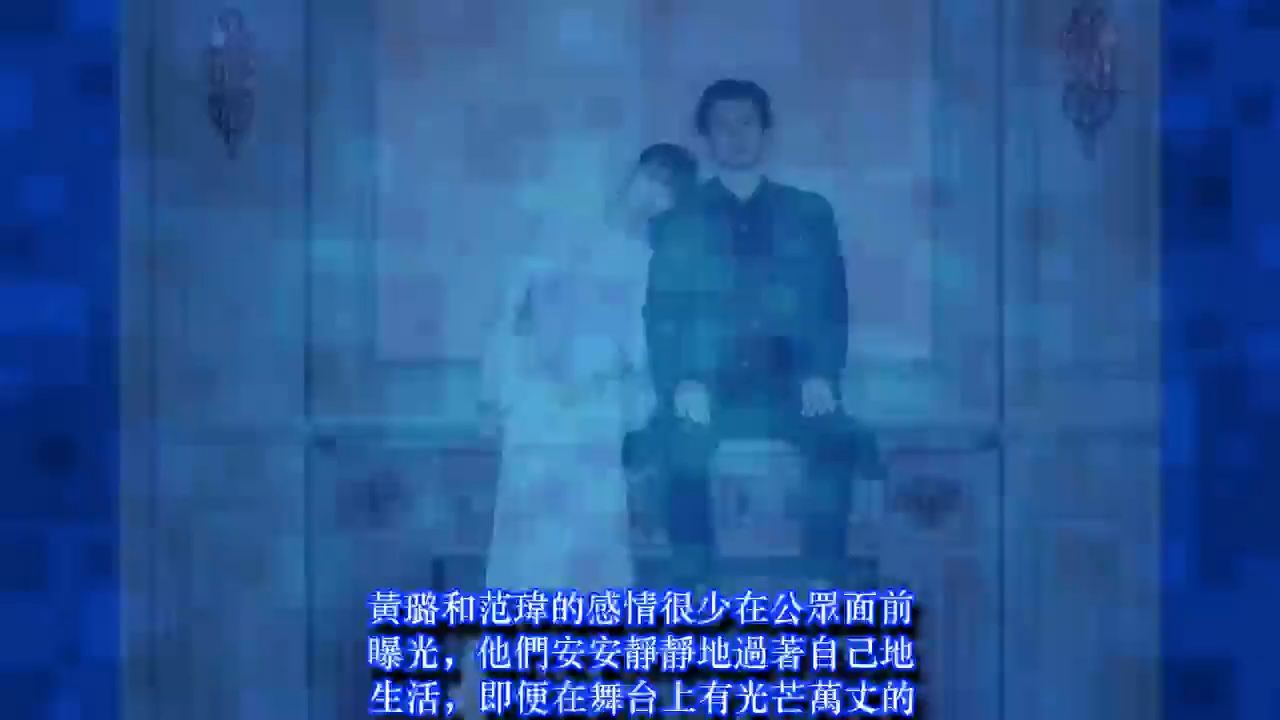 黃璐和范瑋的感情很少在公眾面前
曝光，他們安安靜靜地過著自己地
生活，即便在舞台上有光芒萬丈的